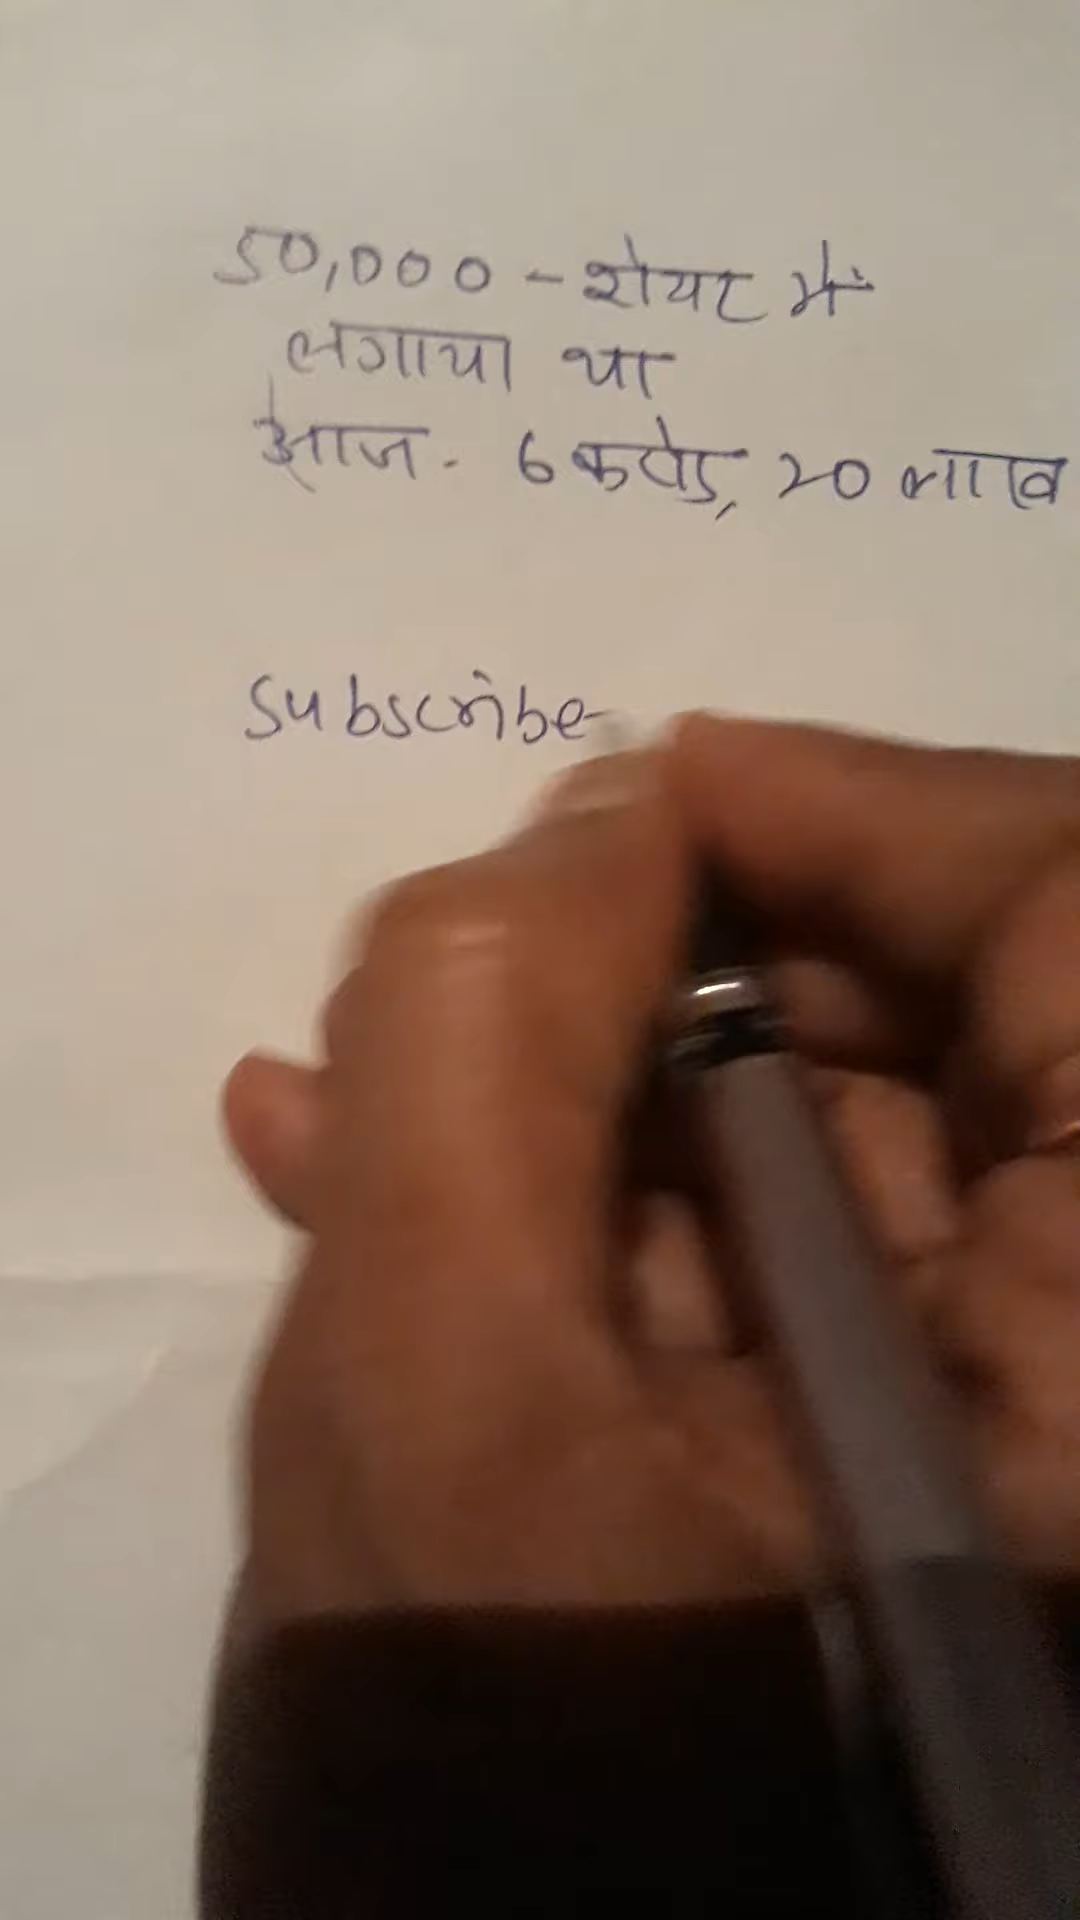 50,000 - शेयर में
लगाया था
आज - 6 करोड़, 20 लाख
subscribe